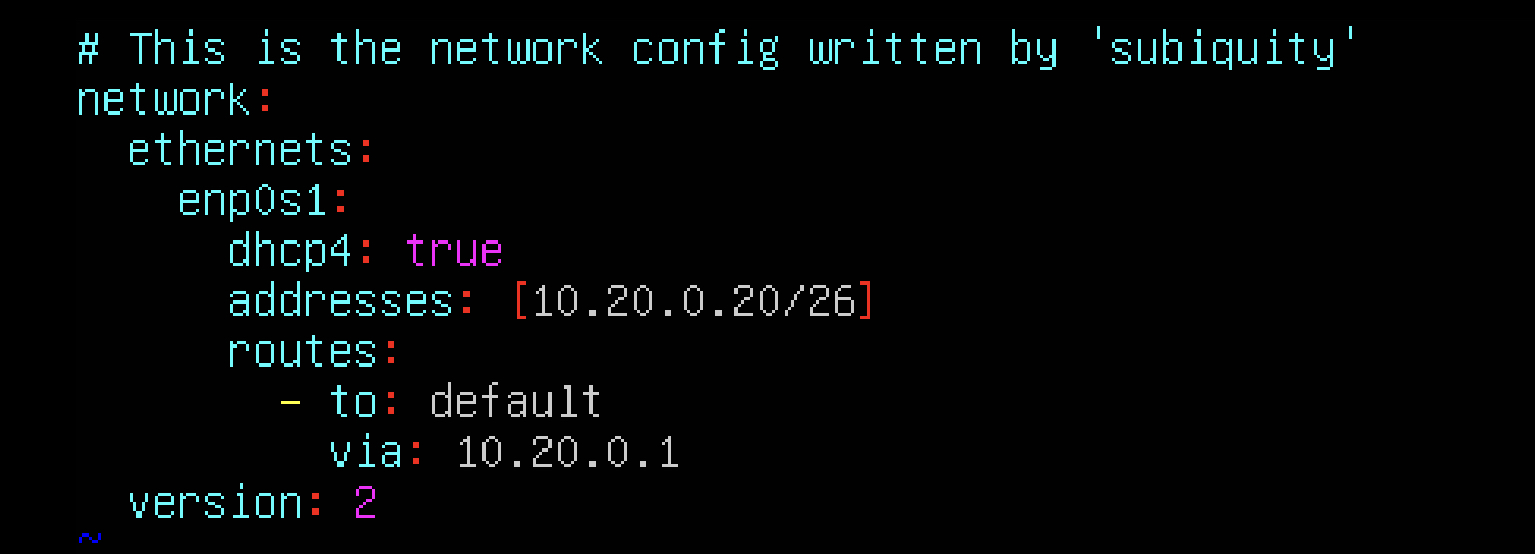 # This is the network config written by 'subiquity'
network:
  ethernets:
    enp0s1:
      dhcp4: true
      addresses: [10.20.0.20/26]
      routes:
        - to: default
          via: 10.20.0.1
  version: 2
~